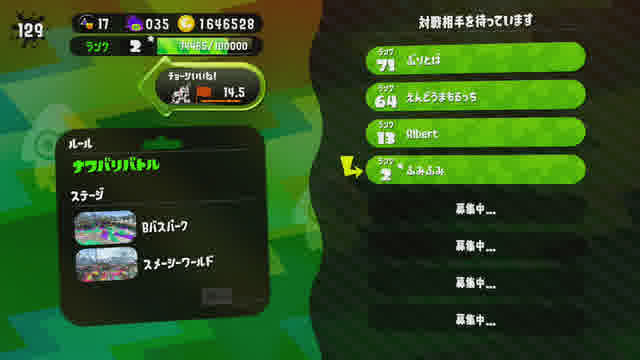 129
17
035
1646528
ランク 2 ★ 74485/100000
チョーシいいね!
14.5
ルール
ナワバリバトル
ステージ
Bバスパーク
スメーシーワールド
対戦相手を待っています
ランク 71 ぷりとは
ランク 64 えんどうまもるっち
ランク 13 Albert
ランク 2 ★ ふみふみ
募集中...
募集中...
募集中...
募集中...